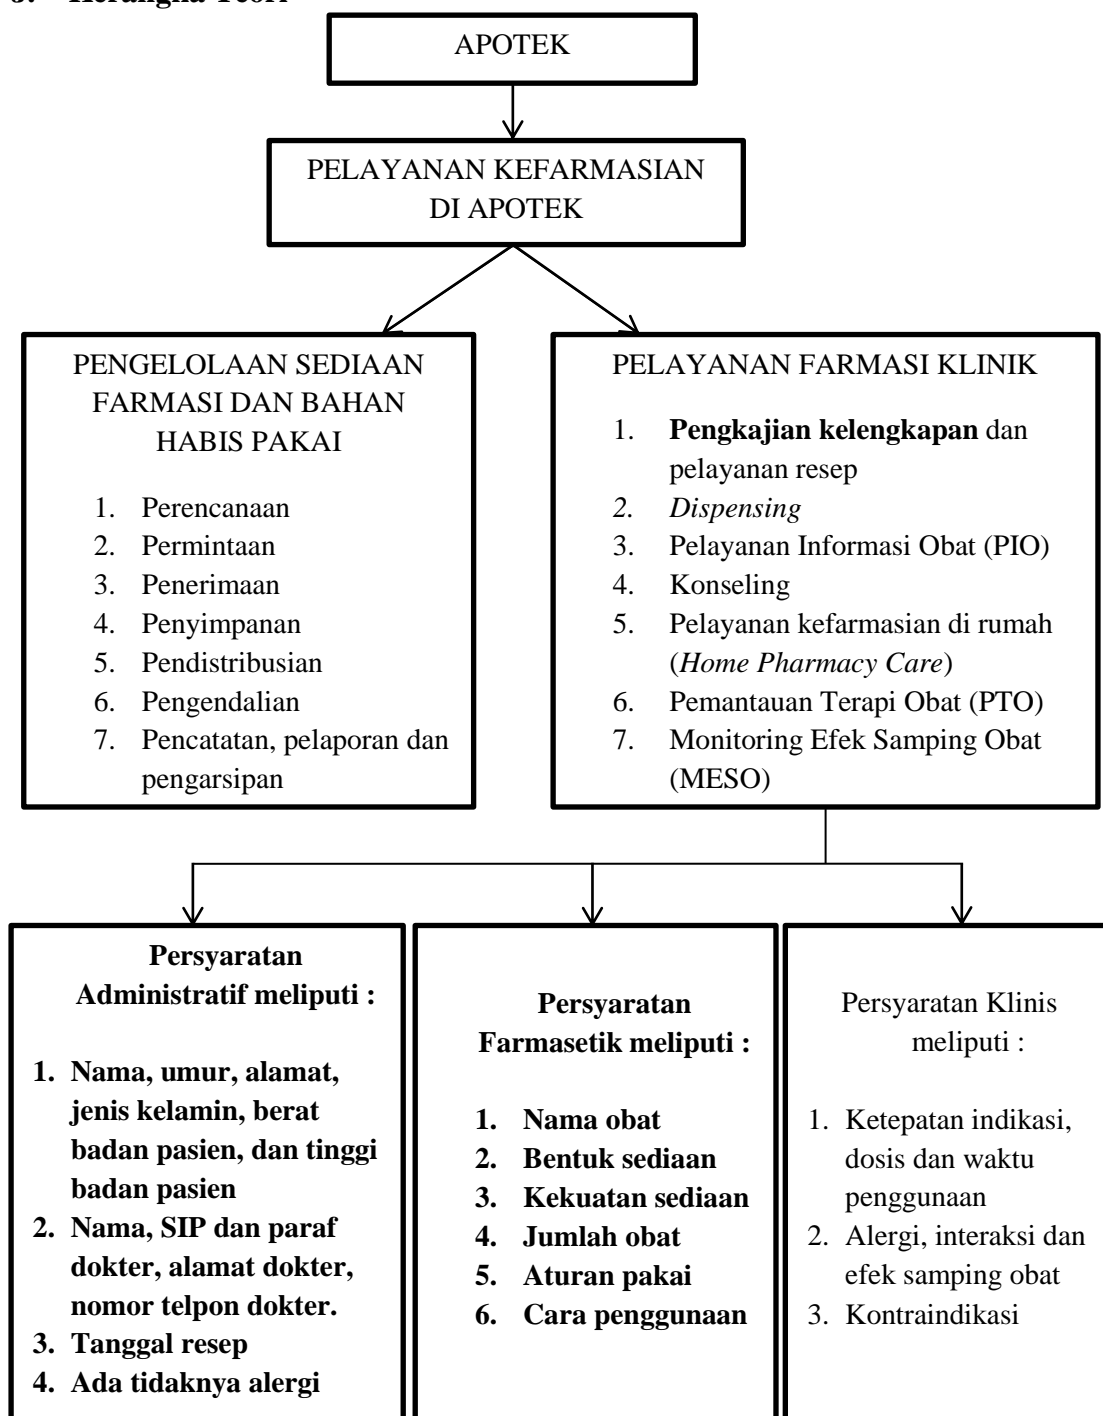 APOTEK
PELAYANAN KEFARMASIAN
DI APOTEK
PENGELOLAAN SEDIAAN
FARMASI DAN BAHAN
HABIS PAKAI
1. Perencanaan
2. Permintaan
3. Penerimaan
4. Penyimpanan
5. Pendistribusian
6. Pengendalian
7. Pencatatan, pelaporan dan
pengarsipan
PELAYANAN FARMASI KLINIK
1. Pengkajian kelengkapan dan
pelayanan resep
2. Dispensing
3. Pelayanan Informasi Obat (PIO)
4. Konseling
5. Pelayanan kefarmasian di rumah
(Home Pharmacy Care)
6. Pemantauan Terapi Obat (PTO)
7. Monitoring Efek Samping Obat
(MESO)
Persyaratan
Administratif meliputi :
1. Nama, umur, alamat,
jenis kelamin, berat
badan pasien, dan tinggi
badan pasien
2. Nama, SIP dan paraf
dokter, alamat dokter,
nomor telpon dokter.
3. Tanggal resep
4. Ada tidaknya alergi
Persyaratan
Farmasetik meliputi :
1. Nama obat
2. Bentuk sediaan
3. Kekuatan sediaan
4. Jumlah obat
5. Aturan pakai
6. Cara penggunaan
Persyaratan Klinis
meliputi :
1. Ketepatan indikasi,
dosis dan waktu
penggunaan
2. Alergi, interaksi dan
efek samping obat
3. Kontraindikasi